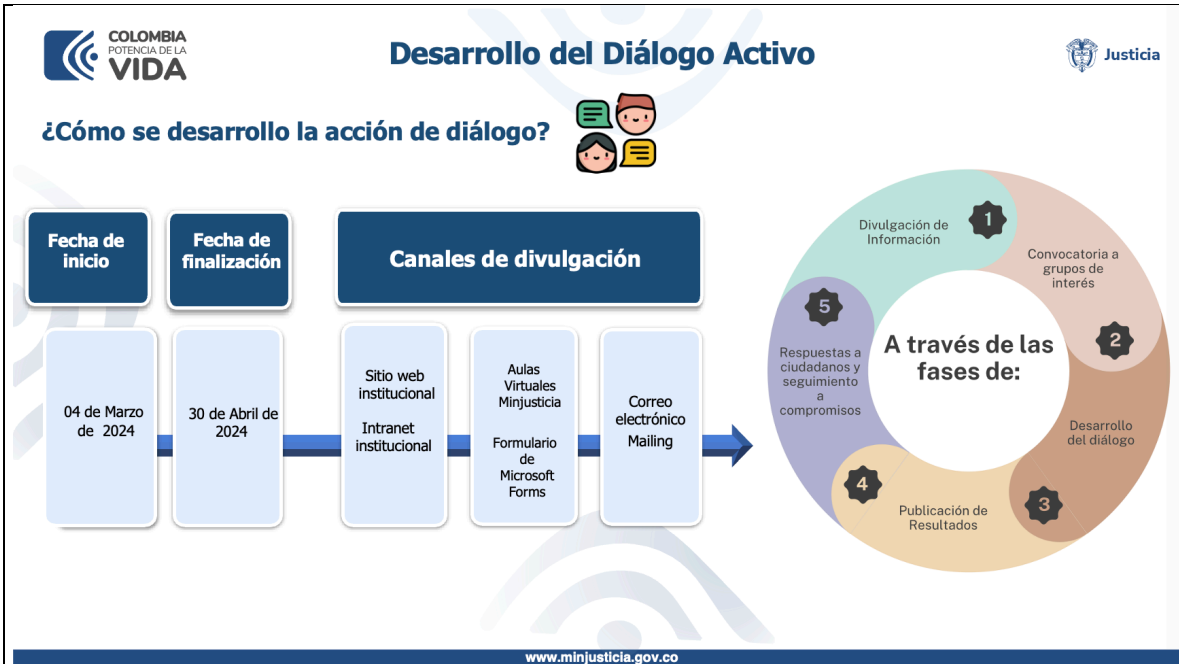 COLOMBIA
POTENCIA DE LA
VIDA
Desarrollo del Diálogo Activo
Justicia
¿Cómo se desarrollo la acción de diálogo?
Fecha de
inicio
Fecha de
finalización
Canales de divulgación
04 de Marzo
de 2024
30 de Abril de
2024
Sitio web
institucional
Intranet
institucional
Aulas
Virtuales
Minjusticia
Formulario
de
Microsoft
Forms
Correo
electrónico
Mailing
A través de las
fases de:
1
Divulgación de
Información
Convocatoria a
grupos de
interés
2
Desarrollo
del diálogo
3
Publicación de
Resultados
4
5
Respuestas a
ciudadanos y
seguimiento
a
compromisos
www.minjusticia.gov.co